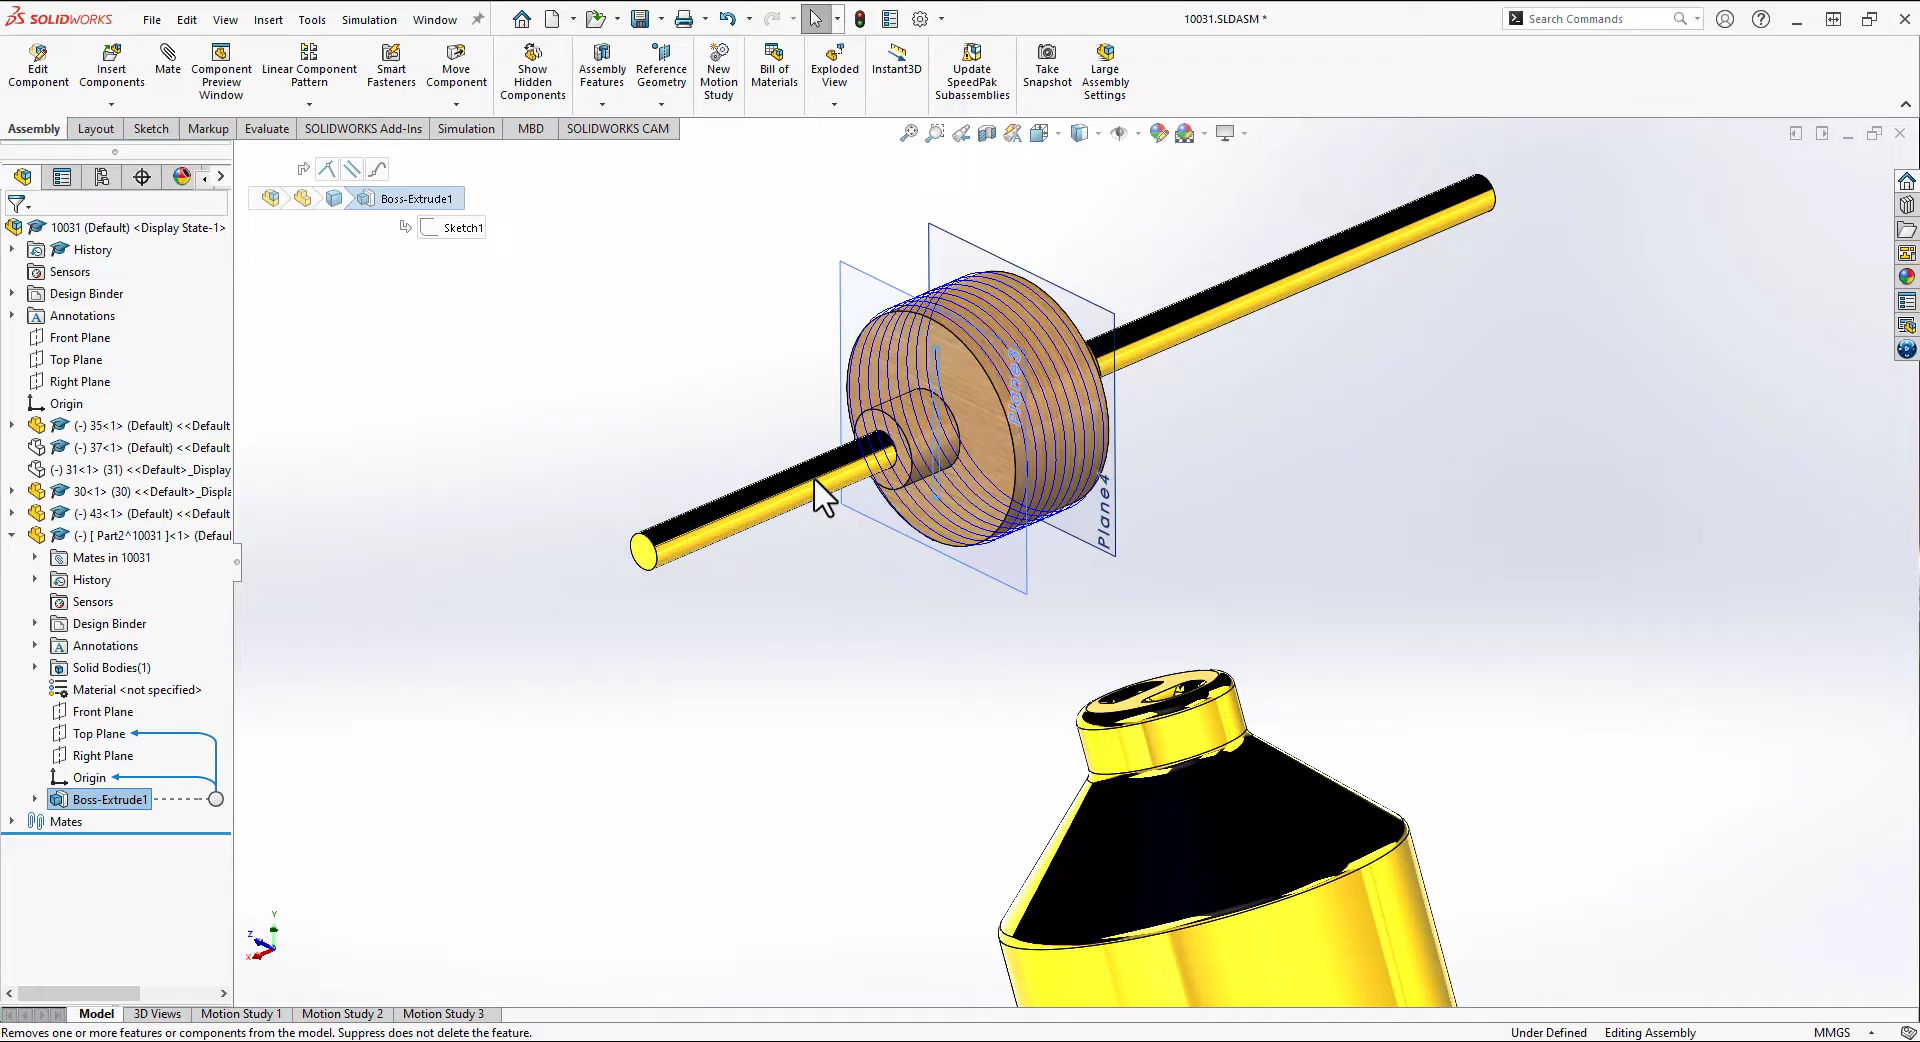 SOLIDWORKS
File Edit View Insert Tools Simulation Window
10031.SLDASM *
Search Commands
Edit Component
Insert Components
Mate
Component Preview Window
Linear Component Pattern
Smart Fasteners
Move Component
Show Hidden Components
Assembly Features
Reference Geometry
New Motion Study
Bill of Materials
Exploded View
Instant3D
Update SpeedPak Subassemblies
Take Snapshot
Large Assembly Settings
Assembly Layout Sketch Markup Evaluate SOLIDWORKS Add-Ins Simulation MBD SOLIDWORKS CAM
Boss-Extrude1
Sketch1
10031 (Default) <Display State-1>
History
Sensors
Design Binder
Annotations
Front Plane
Top Plane
Right Plane
Origin
(-) 35<1> (Default) <<Default
(-) 37<1> (Default) <<Default
(-) 31<1> (31) <<Default>_Display
30<1> (30) <<Default>_Displa
(-) 43<1> (Default) <<Default
(-) [ Part2^10031 ]<1> (Defaul
Mates in 10031
History
Sensors
Design Binder
Annotations
Solid Bodies(1)
Material <not specified>
Front Plane
Top Plane
Right Plane
Origin
Boss-Extrude1
Mates
Plane4
Y
Z
X
Model 3D Views Motion Study 1 Motion Study 2 Motion Study 3
Removes one or more features or components from the model. Suppress does not delete the feature.
Under Defined Editing Assembly MMGS